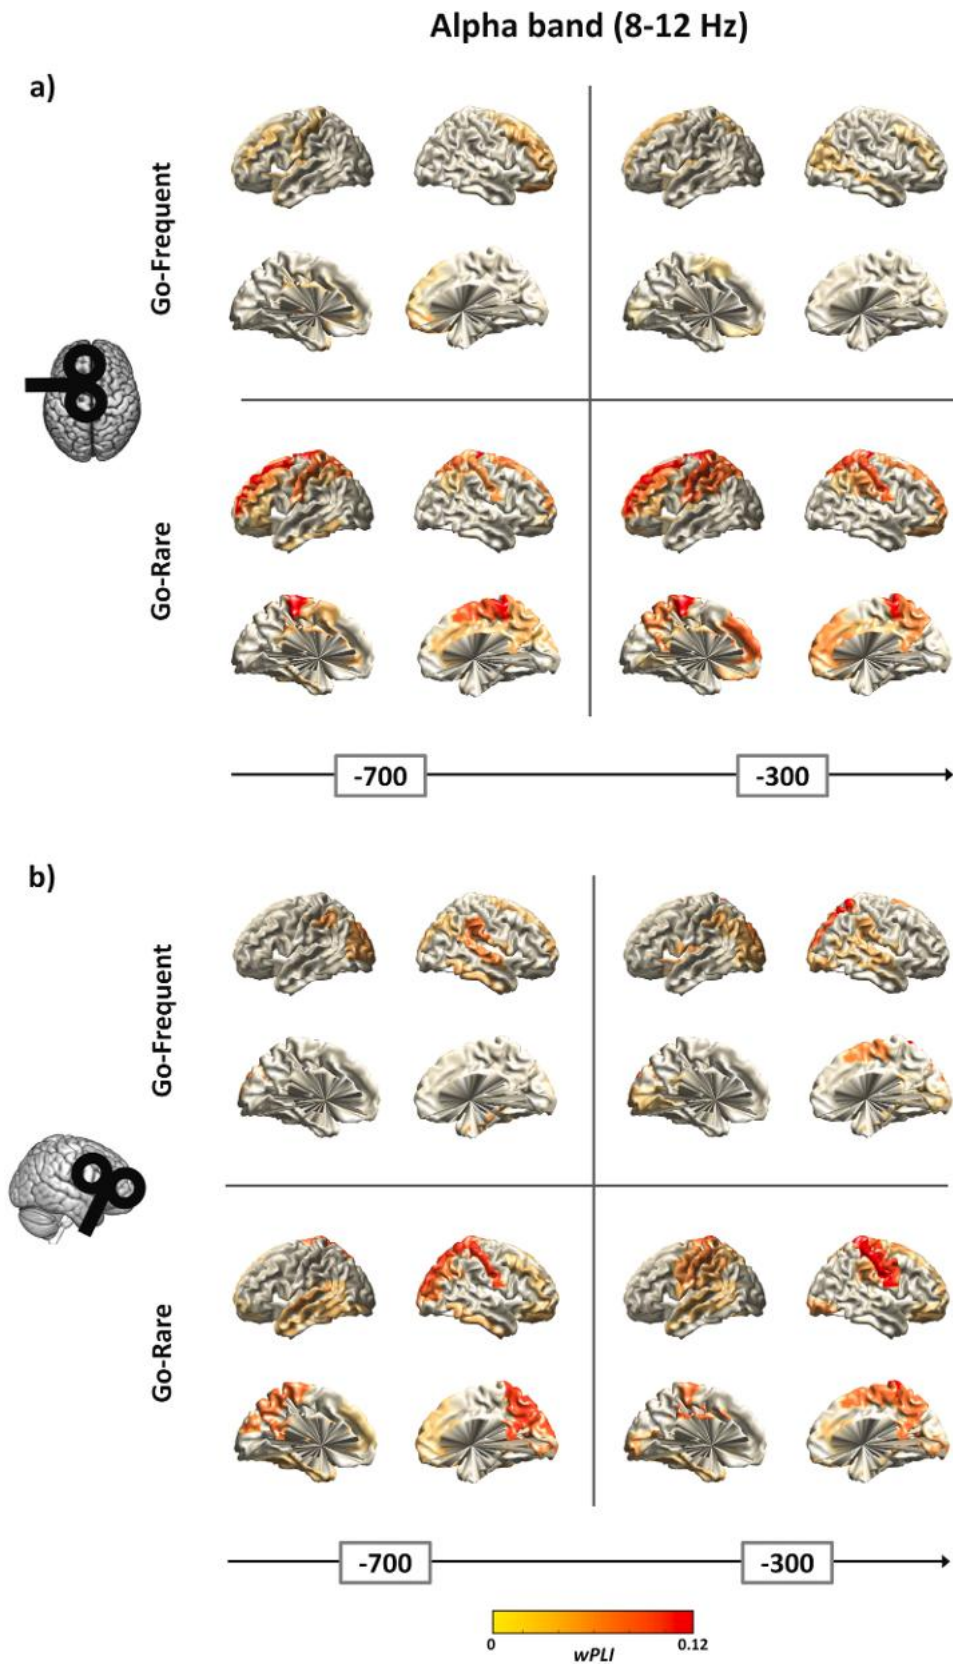 Alpha band (8-12 Hz)
a)
Go-Frequent
Go-Rare
-700
-300
b)
Go-Frequent
Go-Rare
-700
-300
0
0.12
wPLI